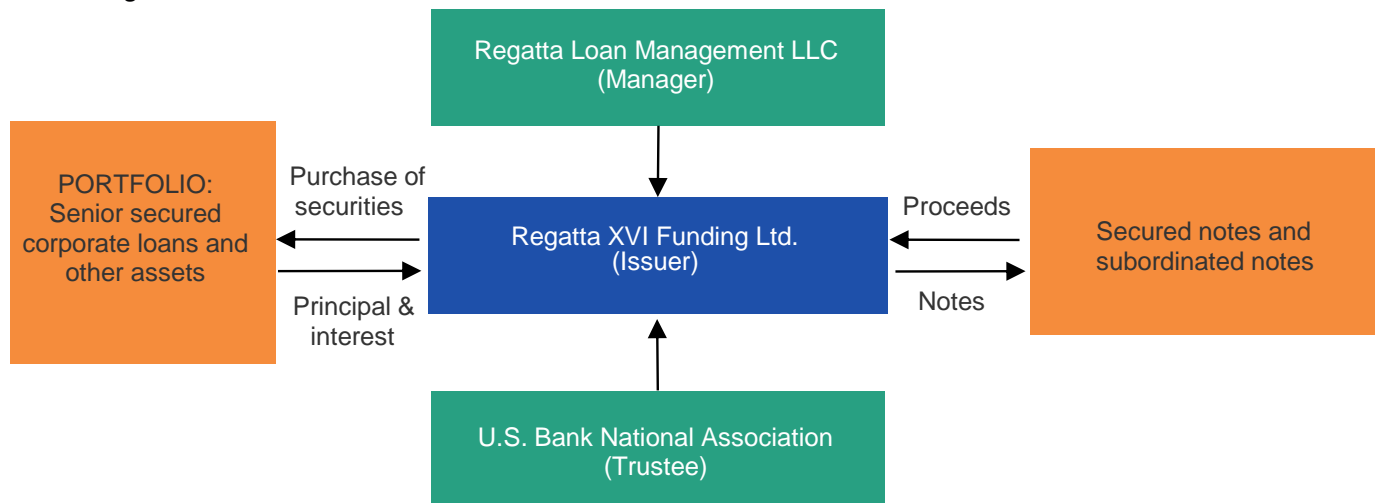 Regatta Loan Management LLC
(Manager)
PORTFOLIO:
Senior secured
corporate loans and
other assets
Purchase of
securities
Principal &
interest
Regatta XVI Funding Ltd.
(Issuer)
Proceeds
Notes
Secured notes and
subordinated notes
U.S. Bank National Association
(Trustee)